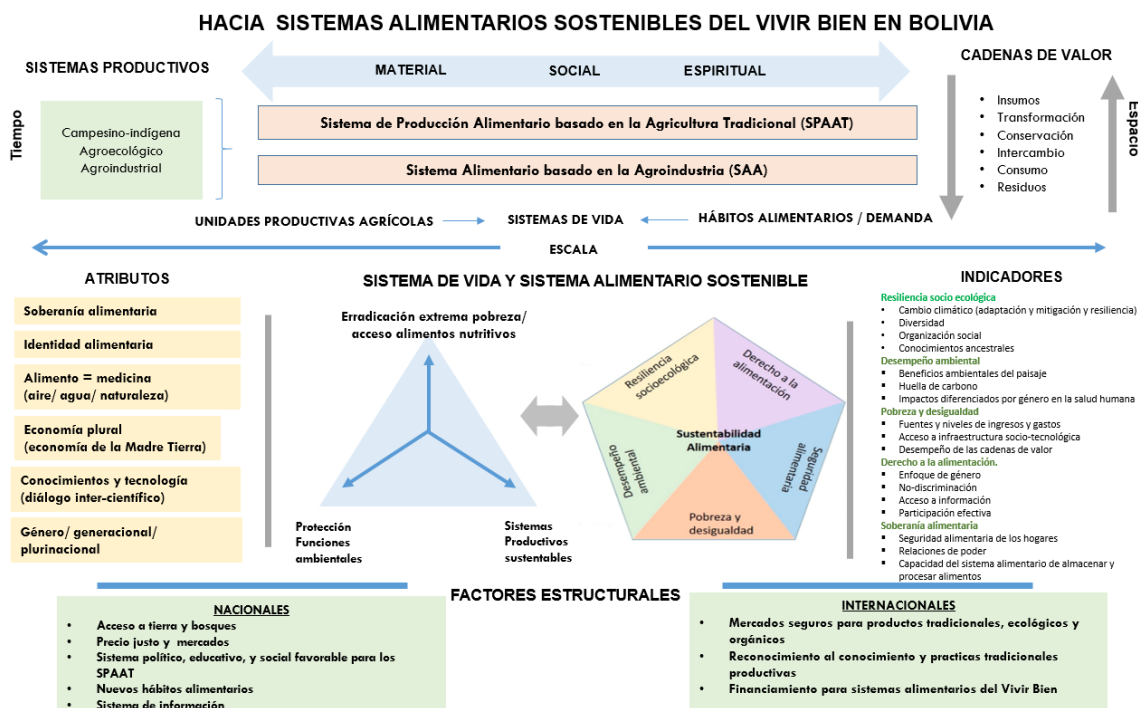 HACIA SISTEMAS ALIMENTARIOS SOSTENIBLES DEL VIVIR BIEN EN BOLIVIA
SISTEMAS PRODUCTIVOS
MATERIAL
SOCIAL
ESPIRITUAL
CADENAS DE VALOR
Tiempo
Campesino-indígena
Agroecológico
Agroindustrial
Sistema de Producción Alimentario basado en la Agricultura Tradicional (SPAAT)
Sistema Alimentario basado en la Agroindustria (SAA)
• Insumos
• Transformación
• Conservación
• Intercambio
• Consumo
• Residuos
Espacio
UNIDADES PRODUCTIVAS AGRÍCOLAS
SISTEMAS DE VIDA
HÁBITOS ALIMENTARIOS / DEMANDA
ESCALA
ATRIBUTOS
Soberanía alimentaria
Identidad alimentaria
Alimento = medicina
(aire/ agua/ naturaleza)
Economía plural
(economía de la Madre Tierra)
Conocimientos y tecnología
(diálogo inter-científico)
Género/ generacional/
plurinacional
SISTEMA DE VIDA Y SISTEMA ALIMENTARIO SOSTENIBLE
Erradicación extrema pobreza/
acceso alimentos nutritivos
Protección
Funciones
ambientales
Sistemas
Productivos
sustentables
Resiliencia
socioecológica
Derecho a la
alimentación
Sustentabilidad
Alimentaria
Desempeño
ambiental
Seguridad
alimentaria
Pobreza y
desigualdad
INDICADORES
Resiliencia socio ecológica
• Cambio climático (adaptación y mitigación y resiliencia)
• Diversidad
• Organización social
• Conocimientos ancestrales
Desempeño ambiental
▪ Beneficios ambientales del paisaje
▪ Huella de carbono
▪ Impactos diferenciados por género en la salud humana
Pobreza y desigualdad
▪ Fuentes y niveles de ingresos y gastos
▪ Acceso a infraestructura socio-tecnológica
▪ Desempeño de las cadenas de valor
Derecho a la alimentación.
▪ Enfoque de género
▪ No-discriminación
▪ Acceso a información
▪ Participación efectiva
Soberanía alimentaria
▪ Seguridad alimentaria de los hogares
▪ Relaciones de poder
▪ Capacidad del sistema alimentario de almacenar y
procesar alimentos
FACTORES ESTRUCTURALES
NACIONALES
• Acceso a tierra y bosques
• Precio justo y mercados
• Sistema político, educativo, y social favorable para los
SPAAT
• Nuevos hábitos alimentarios
• Sistema de información
INTERNACIONALES
• Mercados seguros para productos tradicionales, ecológicos y
orgánicos
• Reconocimiento al conocimiento y practicas tradicionales
productivas
• Financiamiento para sistemas alimentarios del Vivir Bien